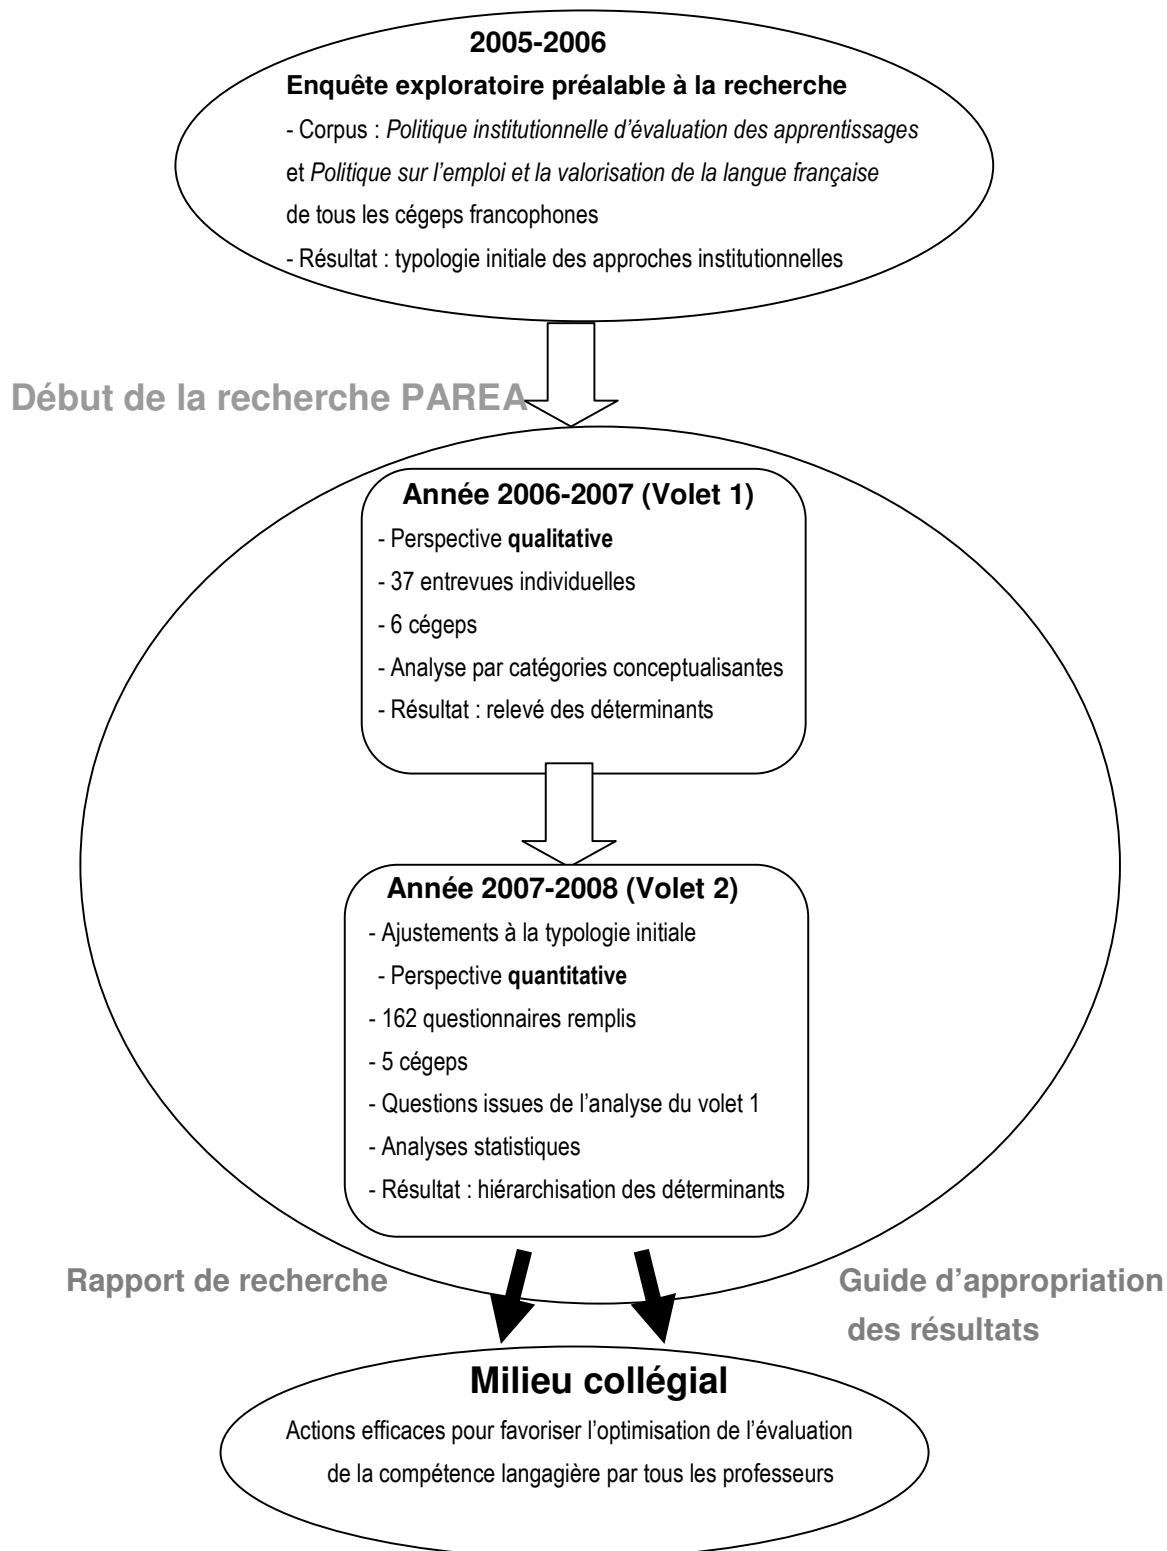 2005-2006
Enquête exploratoire préalable à la recherche
- Corpus : Politique institutionnelle d’évaluation des apprentissages
et Politique sur l’emploi et la valorisation de la langue française
de tous les cégeps francophones
- Résultat : typologie initiale des approches institutionnelles
Début de la recherche PAREA
Année 2006-2007 (Volet 1)
- Perspective qualitative
- 37 entrevues individuelles
- 6 cégeps
- Analyse par catégories conceptualisantes
- Résultat : relevé des déterminants
Année 2007-2008 (Volet 2)
- Ajustements à la typologie initiale
- Perspective quantitative
- 162 questionnaires remplis
- 5 cégeps
- Questions issues de l’analyse du volet 1
- Analyses statistiques
- Résultat : hiérarchisation des déterminants
Rapport de recherche
Guide d’appropriation
des résultats
Milieu collégial
Actions efficaces pour favoriser l’optimisation de l’évaluation
de la compétence langagière par tous les professeurs